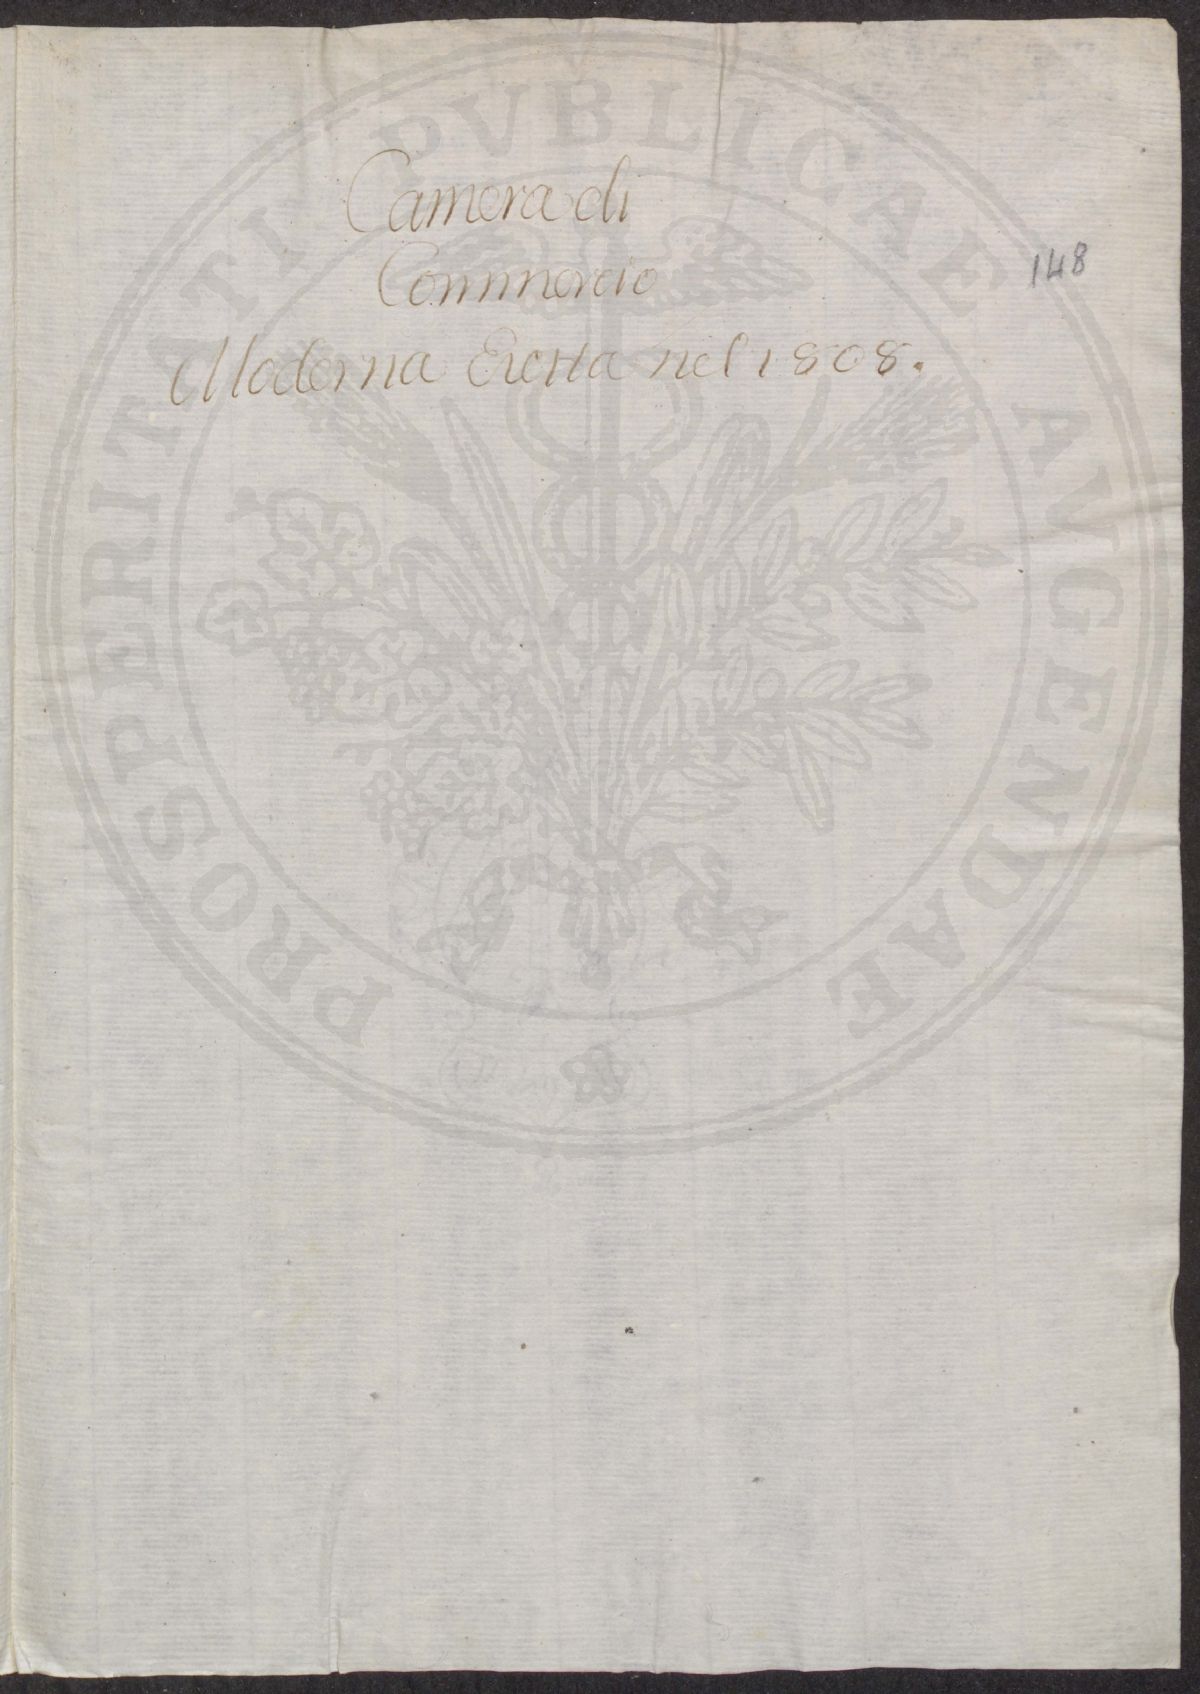 Camera di
Commercio
Moderna Eretta nel 1808.
148
PROSPERITATI PVBLICAE AVGENDAE